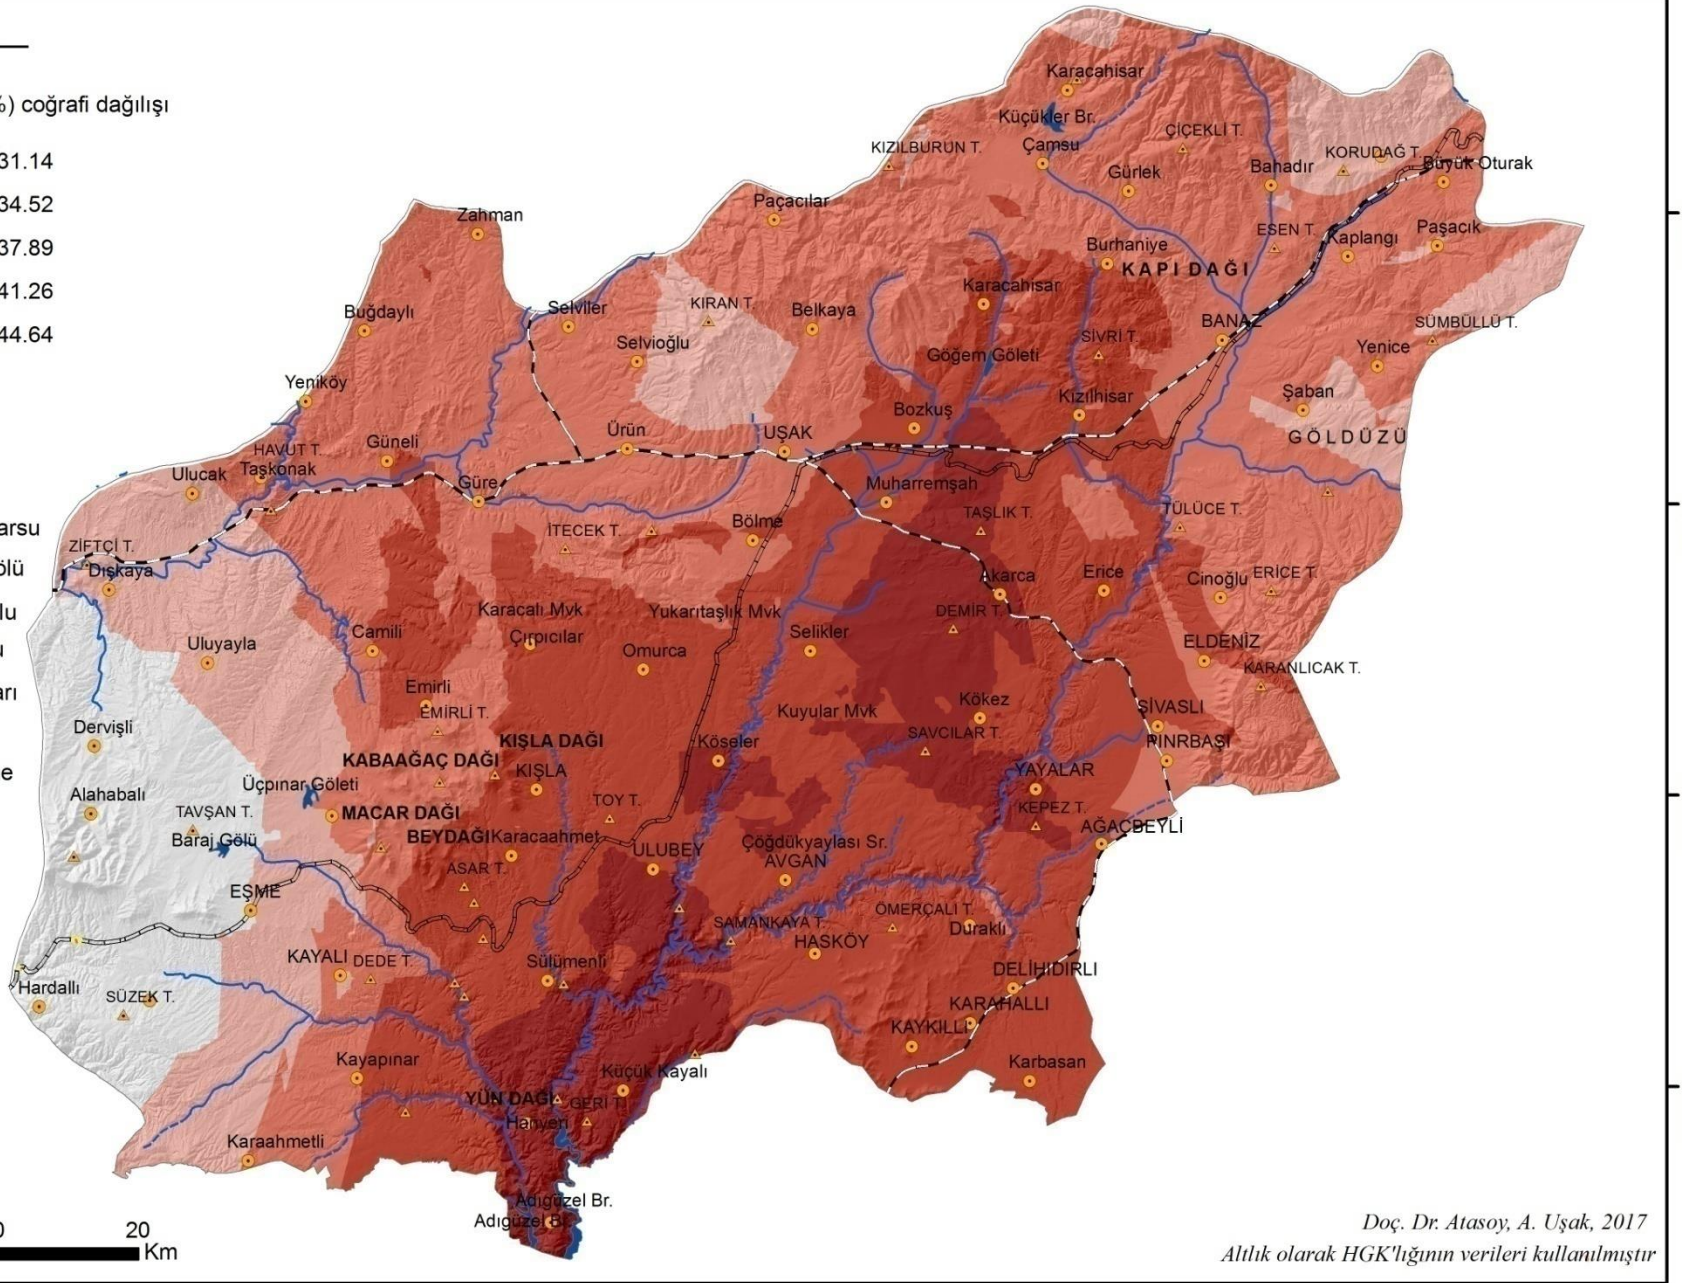 ) coğrafi dağılışı
31.14
34.52
37.89
41.26
44.64
Karacahisar
Küçükler Br.
ÇİÇEKLİ T.
KIZILBURUN T.
Çamsu
KORUDAĞ T.
Büyük Oturak
Gürlek
Bahadır
Paçacılar
Zahman
ESEN T.
Kaplangı
Paşacık
Burhaniye
KAPI DAĞI
Karacahisar
KIRAN T.
Belkaya
Buğdaylı
Selviler
BANAZ
SÜMBÜLLÜ T.
Selvioğlu
Göğem Göleti
SİVRİ T.
Yenice
Yeniköy
Şaban
Bozkuş
Kızılhisar
Ürün
UŞAK
GÖLDÜZÜ
HAVUT T.
Güneli
Ulucak
Taşkonak
Güre
Muharremşah
TAŞLIK T.
TÜLÜCE T.
İTECEK T.
Bölme
arsu
ZİFTÇİ T.
ölü
Dışkaya
Akarca
Erice
Cinoğlu
ERİCE T.
lu
Karacalı Mvk
Yukarıtaşlık Mvk
DEMİR T.
Camili
Çırpıcılar
Selikler
Uluyayla
Omurca
ELDENİZ
KARANLICAK T.
arı
Emirli
EMİRLİ T.
Kuyular Mvk
Kökez
SİVASLI
Dervişli
KIŞLA DAĞI
Köseler
SAVCILAR T.
PINRBAŞI
KABAAĞAÇ DAĞI
KIŞLA
YAYALAR
e
Üçpınar Göleti
Alahabalı
TAVŞAN T.
MACAR DAĞI
TOY T.
KEPEZ T.
AĞAÇBEYLİ
Baraj Gölü
BEYDAĞI
Karacaahmet
ULUBEY
Çöğdükyaylası Sr.
AVGAN
ASAR T.
EŞME
SAMANKAYA T.
ÖMERÇALI T.
Duraklı
HASKÖY
KAYALI
DEDE T.
Sülümenli
DELİHIDIRLI
Hardallı
SÜZEK T.
KARAHALLI
KAYKILLI
Kayapınar
Küçük Kayalı
Karbasan
YÜN DAĞI
GERİ T.
Hanyeri
Karaahmetli
Adıgüzel Br.
Adıgüzel Br.
0
20
Km
Doç. Dr. Atasoy, A. Uşak, 2017
Altlık olarak HGK'lığının verileri kullanılmıştır